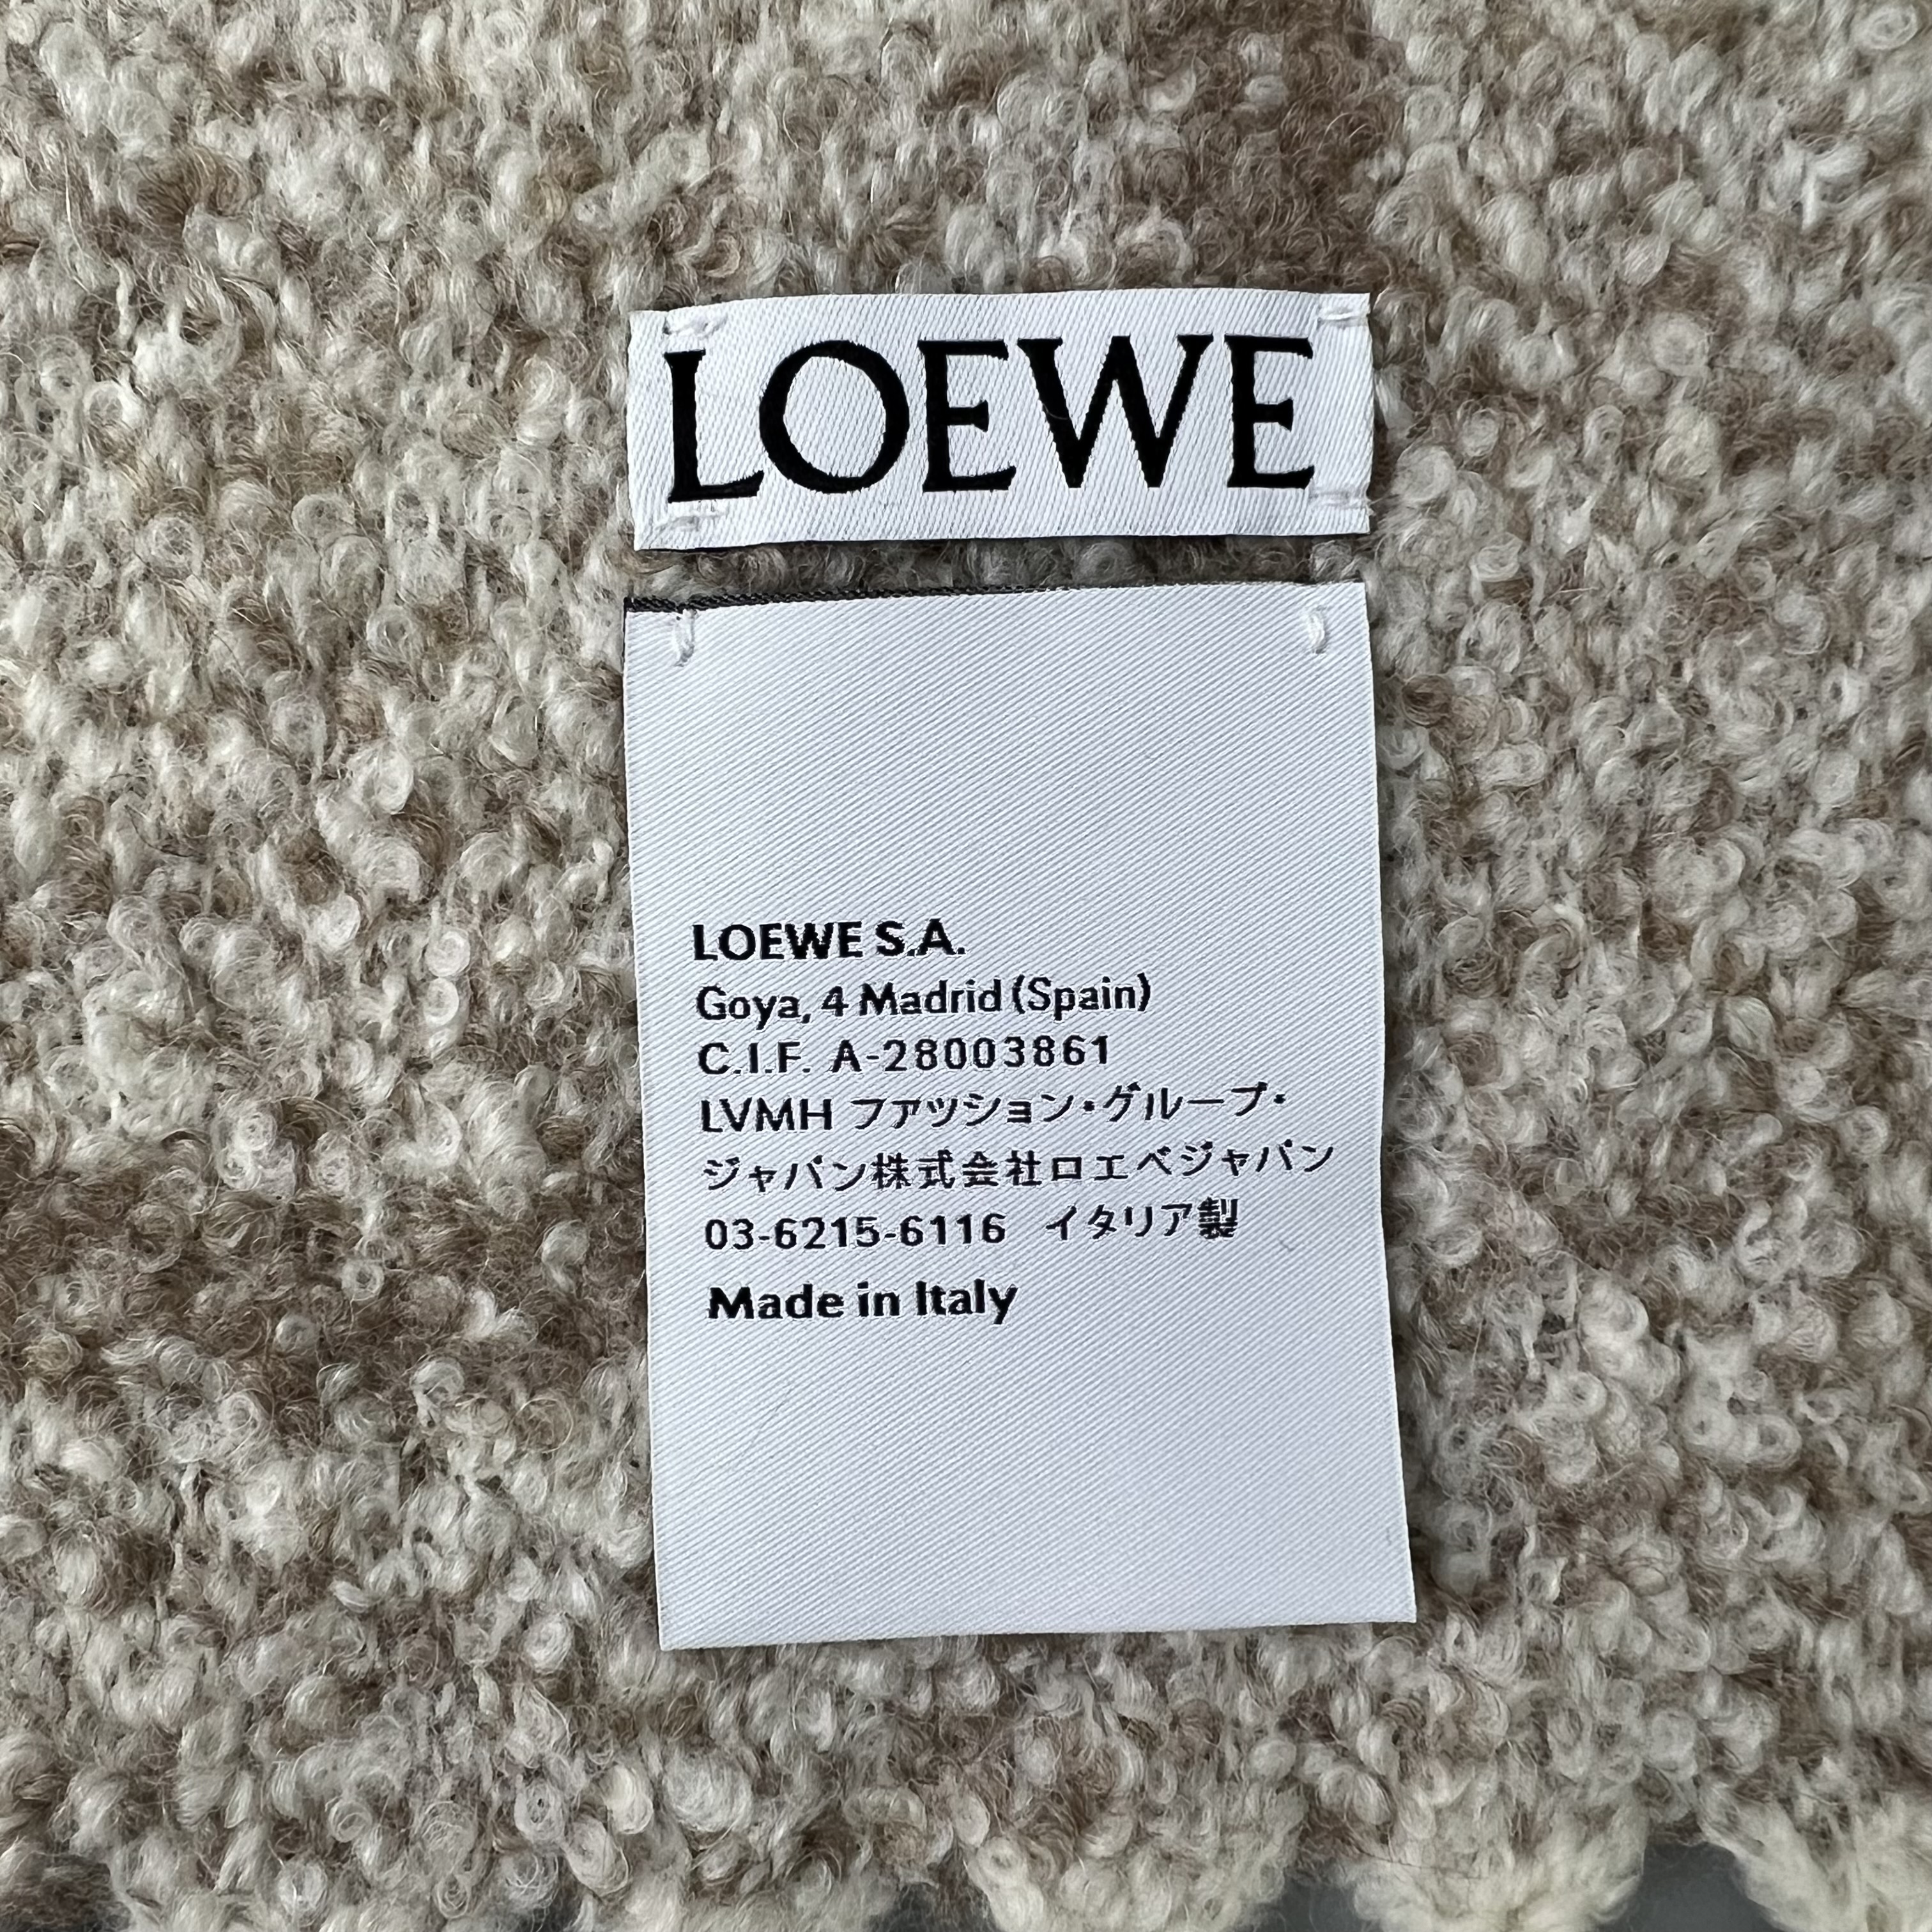 LOEWE
LOEWE S.A.
Goya, 4 Madrid (Spain)
C.I.F. A-28003861
LVMH ファッション・グループ・
ジャパン株式会社ロエベジャパン
03-6215-6116 イタリア製
Made in Italy